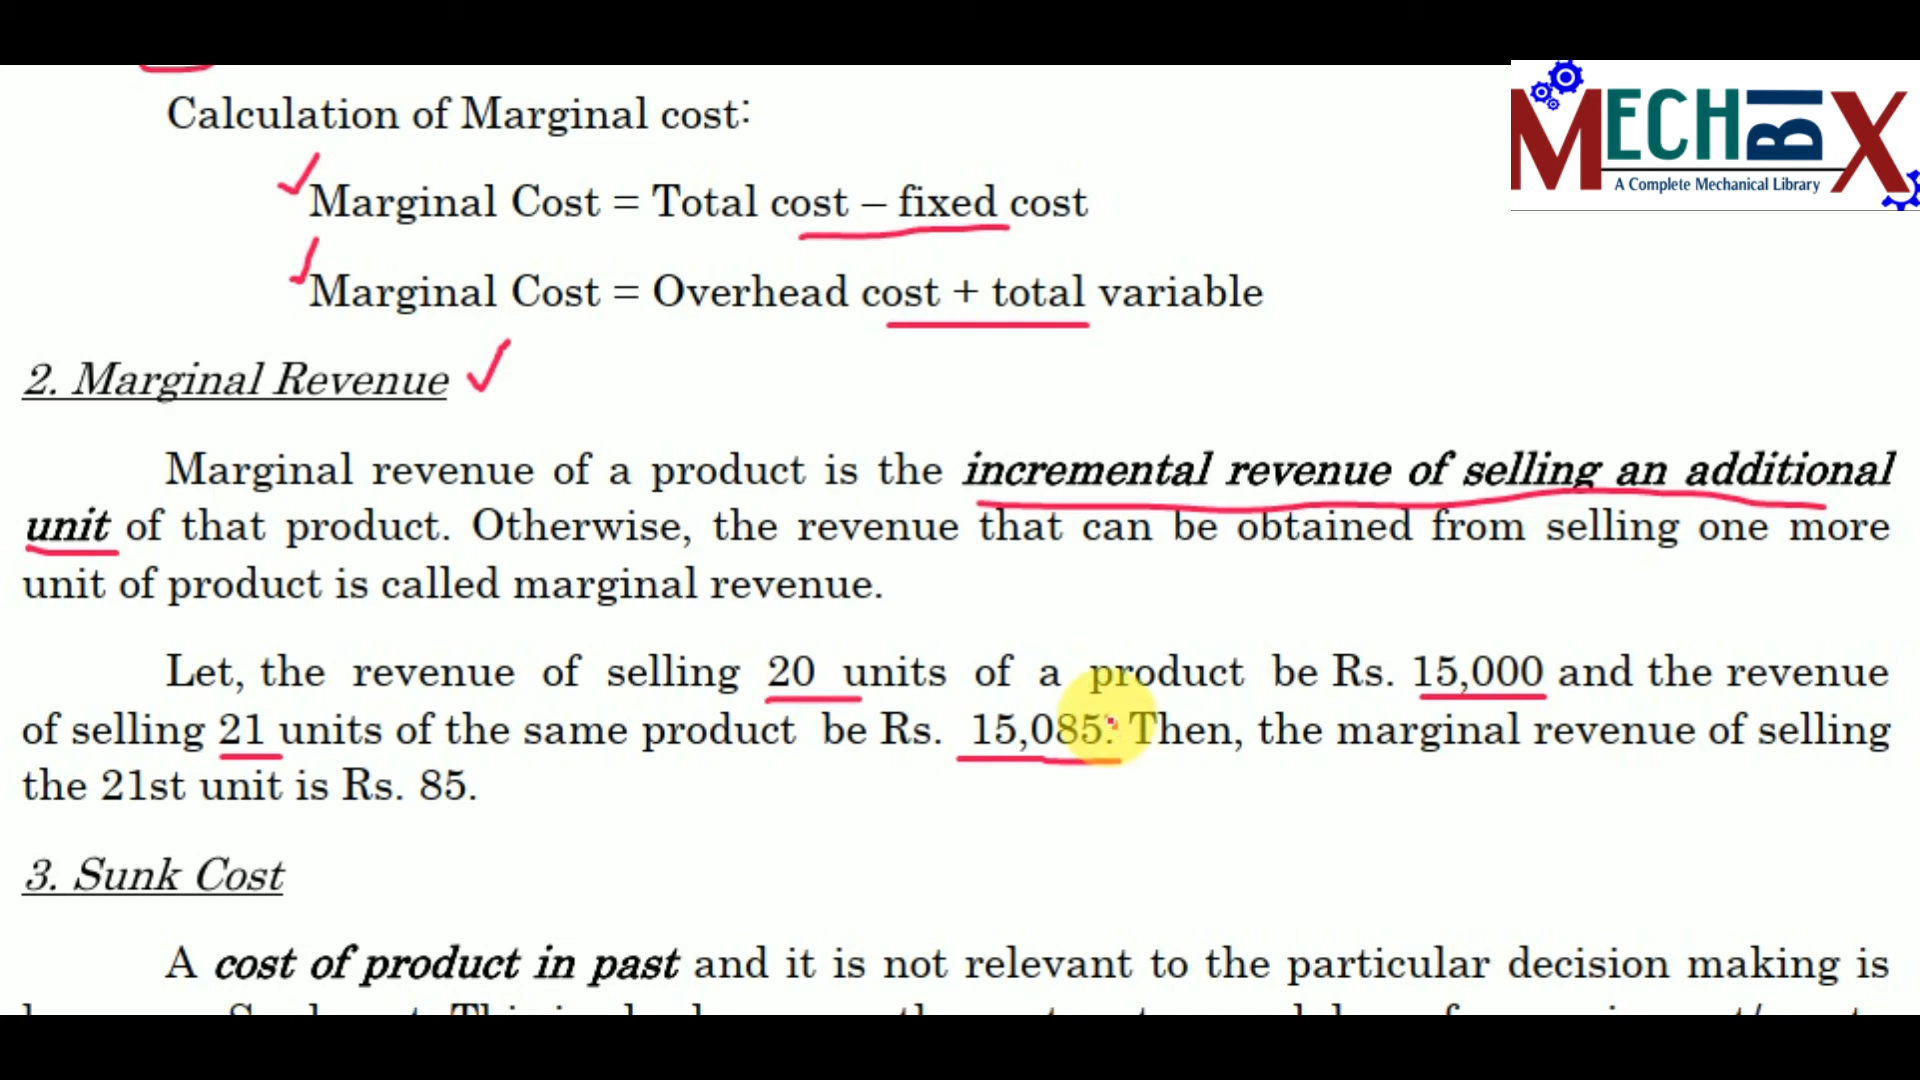 MECHBIX
A Complete Mechanical Library
Calculation of Marginal cost:
Marginal Cost = Total cost – fixed cost
Marginal Cost = Overhead cost + total variable
2. Marginal Revenue
Marginal revenue of a product is the incremental revenue of selling an additional
unit of that product. Otherwise, the revenue that can be obtained from selling one more
unit of product is called marginal revenue.
Let, the revenue of selling 20 units of a product be Rs. 15,000 and the revenue
of selling 21 units of the same product be Rs. 15,085. Then, the marginal revenue of selling
the 21st unit is Rs. 85.
3. Sunk Cost
A cost of product in past and it is not relevant to the particular decision making is